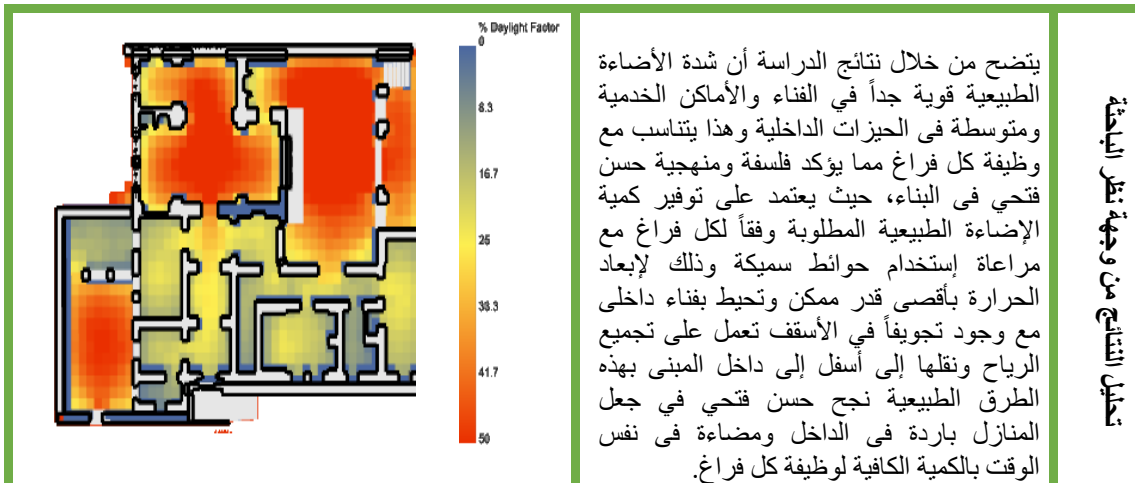 تحليل النتائج من وجهة نظر الباحثة
يتضح من خلال نتائج الدراسة أن شدة الأضاءة
الطبيعية قوية جداً في الفناء والأماكن الخدمية
ومتوسطة فى الحيزات الداخلية وهذا يتناسب مع
وظيفة كل فراغ مما يؤكد فلسفة ومنهجية حسن
فتحي فى البناء، حيث يعتمد على توفير كمية
الإضاءة الطبيعية المطلوبة وفقاً لكل فراغ مع
مراعاة إستخدام حوائط سميكة وذلك لإبعاد
الحرارة بأقصى قدر ممكن وتحيط بفناء داخلى
مع وجود تجويفاً في الأسقف تعمل على تجميع
الرياح ونقلها إلى أسفل إلى داخل المبنى بهذه
الطرق الطبيعية نجح حسن فتحي في جعل
المنازل باردة فى الداخل ومضاءة فى نفس
الوقت بالكمية الكافية لوظيفة كل فراغ.
% Daylight Factor
0
8.3
16.7
25
33.3
41.7
50